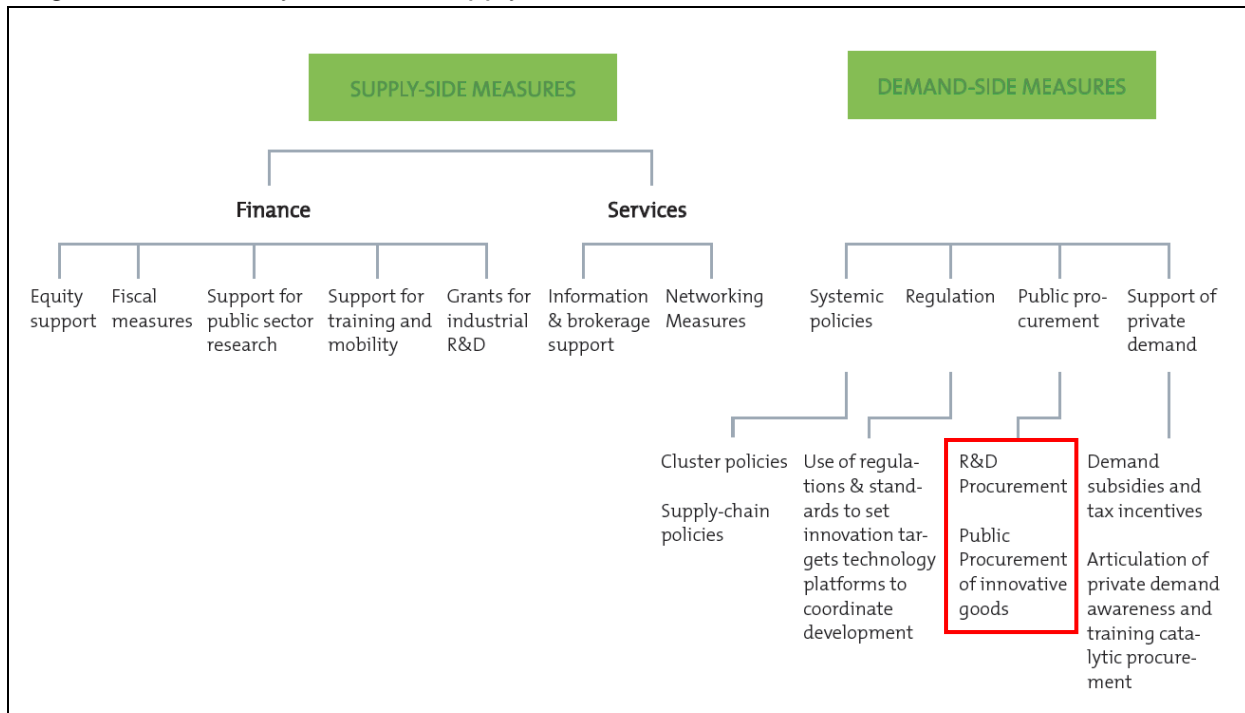 SUPPLY-SIDE MEASURES
DEMAND-SIDE MEASURES
Finance
Services
Equity
support
Fiscal
measures
Support for
public sector
research
Support for
training and
mobility
Grants for
industrial
R&D
Information
& brokerage
support
Networking
Measures
Systemic
policies
Regulation
Public pro-
curement
Support of
private
demand
Cluster policies
Supply-chain
policies
Use of regula-
tions & stand-
ards to set
innovation tar-
gets technology
platforms to
coordinate
development
R&D
Procurement
Public
Procurement
of innovative
goods
Demand
subsidies and
tax incentives
Articulation of
private demand
awareness and
training cata-
lytic procure-
ment